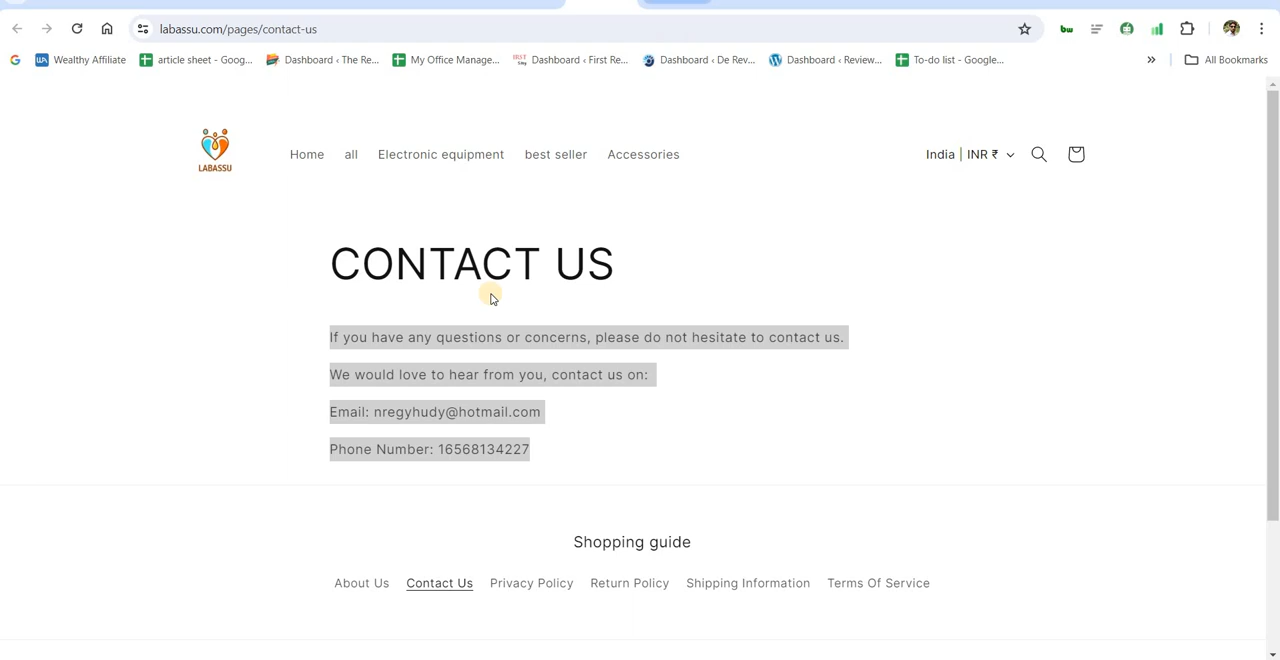 labassu.com/pages/contact-us
bw
G Wealthy Affiliate article sheet - Goog... Dashboard ‹ The Re... My Office Manage... Dashboard ‹ First Re... Dashboard ‹ De Rev... Dashboard ‹ Review... To-do list - Google... » All Bookmarks
LABASSU
Home all Electronic equipment best seller Accessories India | INR ₹
CONTACT US
If you have any questions or concerns, please do not hesitate to contact us.
We would love to hear from you, contact us on:
Email: nregyhudy@hotmail.com
Phone Number: 16568134227
Shopping guide
About Us Contact Us Privacy Policy Return Policy Shipping Information Terms Of Service